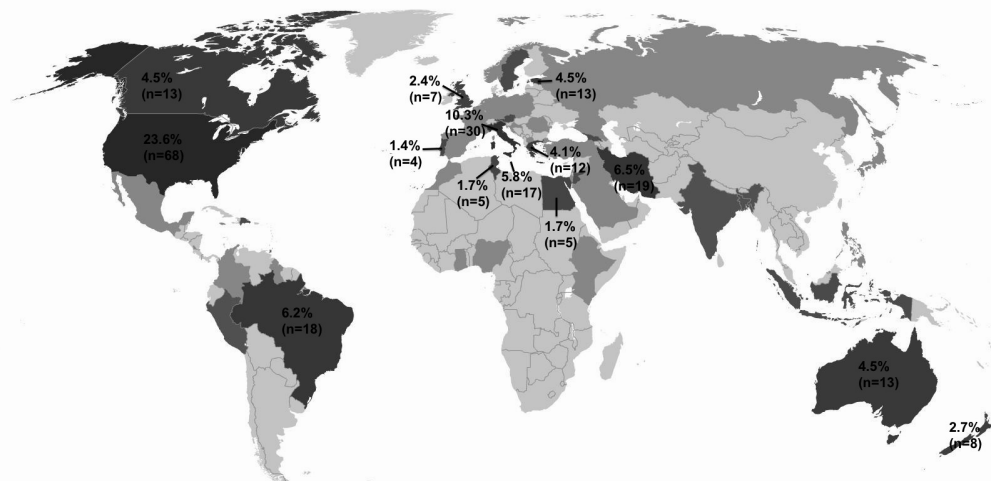 4.5%
(n=13)
23.6%
(n=68)
6.2%
(n=18)
2.4%
(n=7)
10.3%
(n=30)
1.4%
(n=4)
4.5%
(n=13)
4.1%
(n=12)
1.7%
(n=5)
5.8%
(n=17)
1.7%
(n=5)
6.5%
(n=19)
4.5%
(n=13)
2.7%
(n=8)